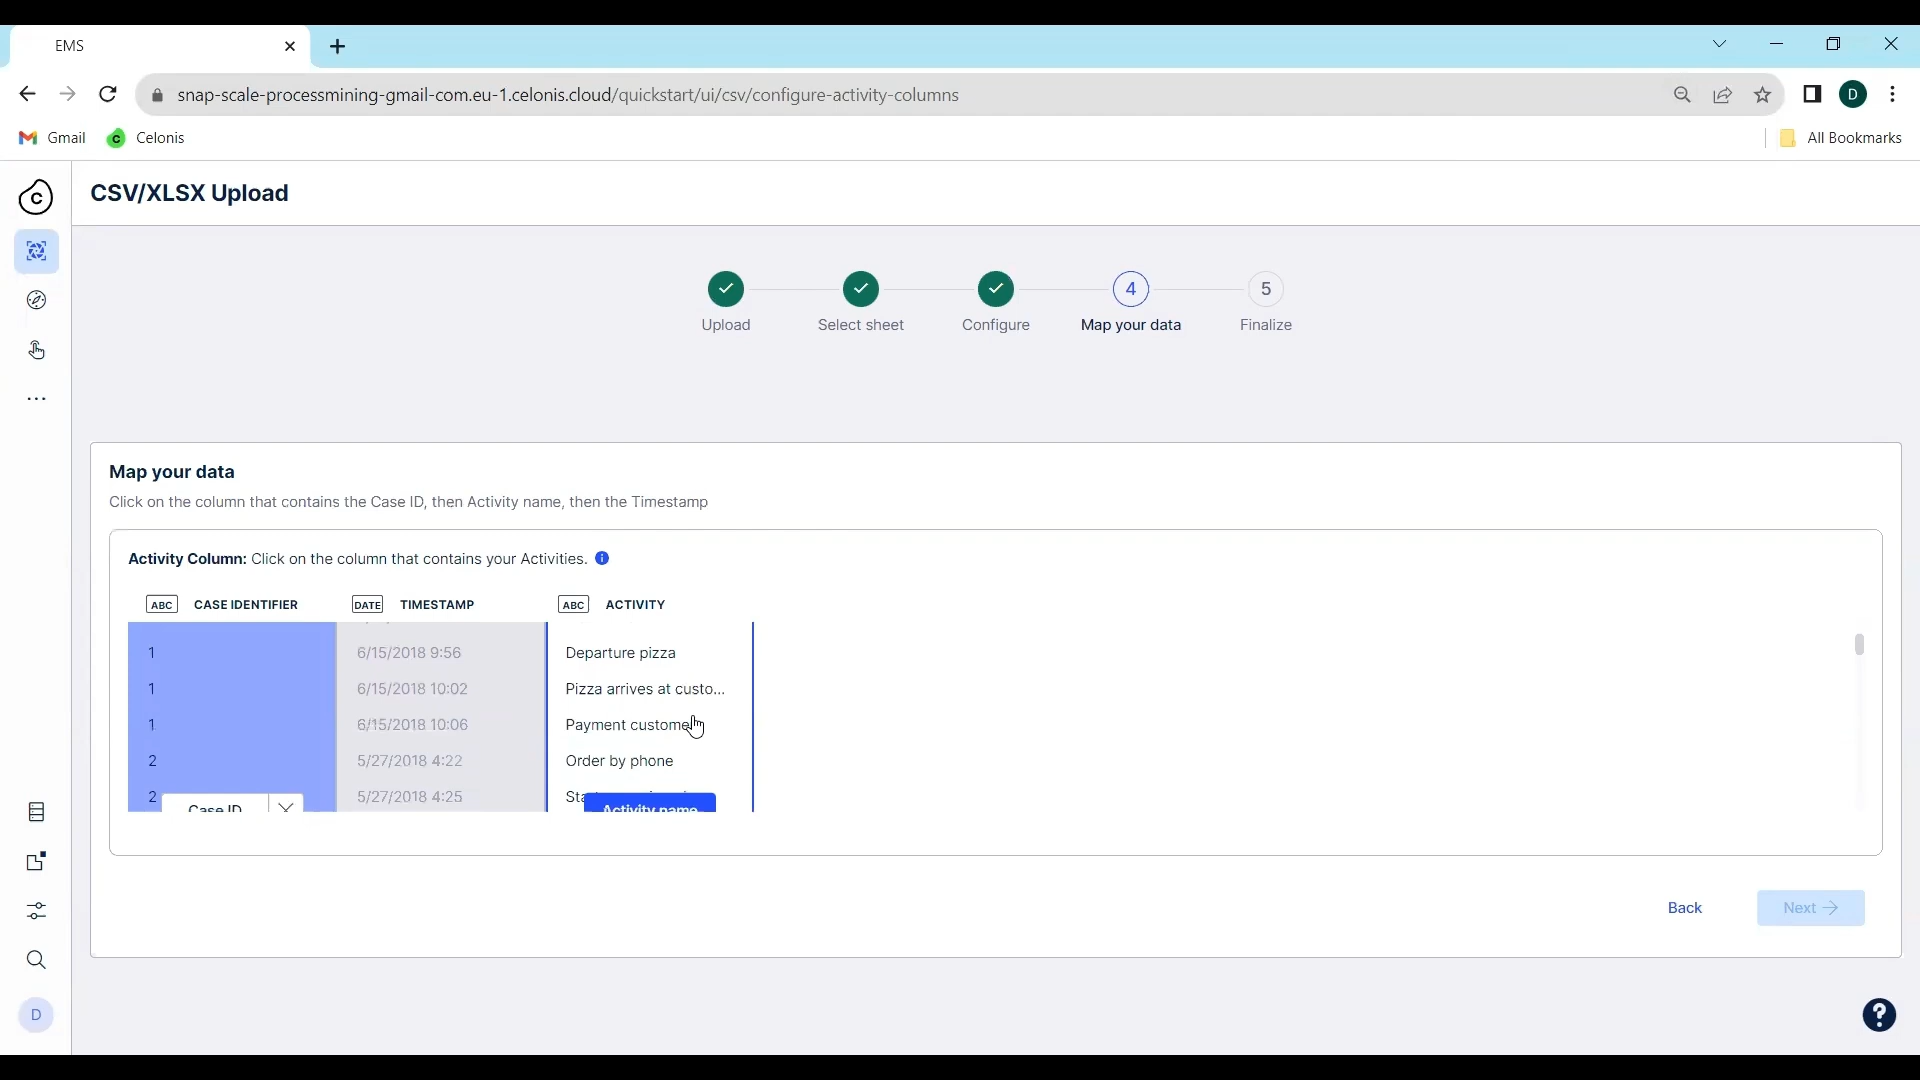 EMS
snap-scale-processmining-gmail-com.eu-1.celonis.cloud/quickstart/ui/csv/configure-activity-columns
D
Gmail
C Celonis
All Bookmarks
C
CSV/XLSX Upload
4
5
Upload
Select sheet
Configure
Map your data
Finalize
Map your data
Click on the column that contains the Case ID, then Activity name, then the Timestamp
Activity Column: Click on the column that contains your Activities. i
ABC CASE IDENTIFIER DATE TIMESTAMP ABC ACTIVITY
1 6/15/2018 9:56 Departure pizza
1 6/15/2018 10:02 Pizza arrives at custo...
1 6/15/2018 10:06 Payment custome
2 5/27/2018 4:22 Order by phone
2 5/27/2018 4:25
Case ID
Activity name
Back
Next →
D
?